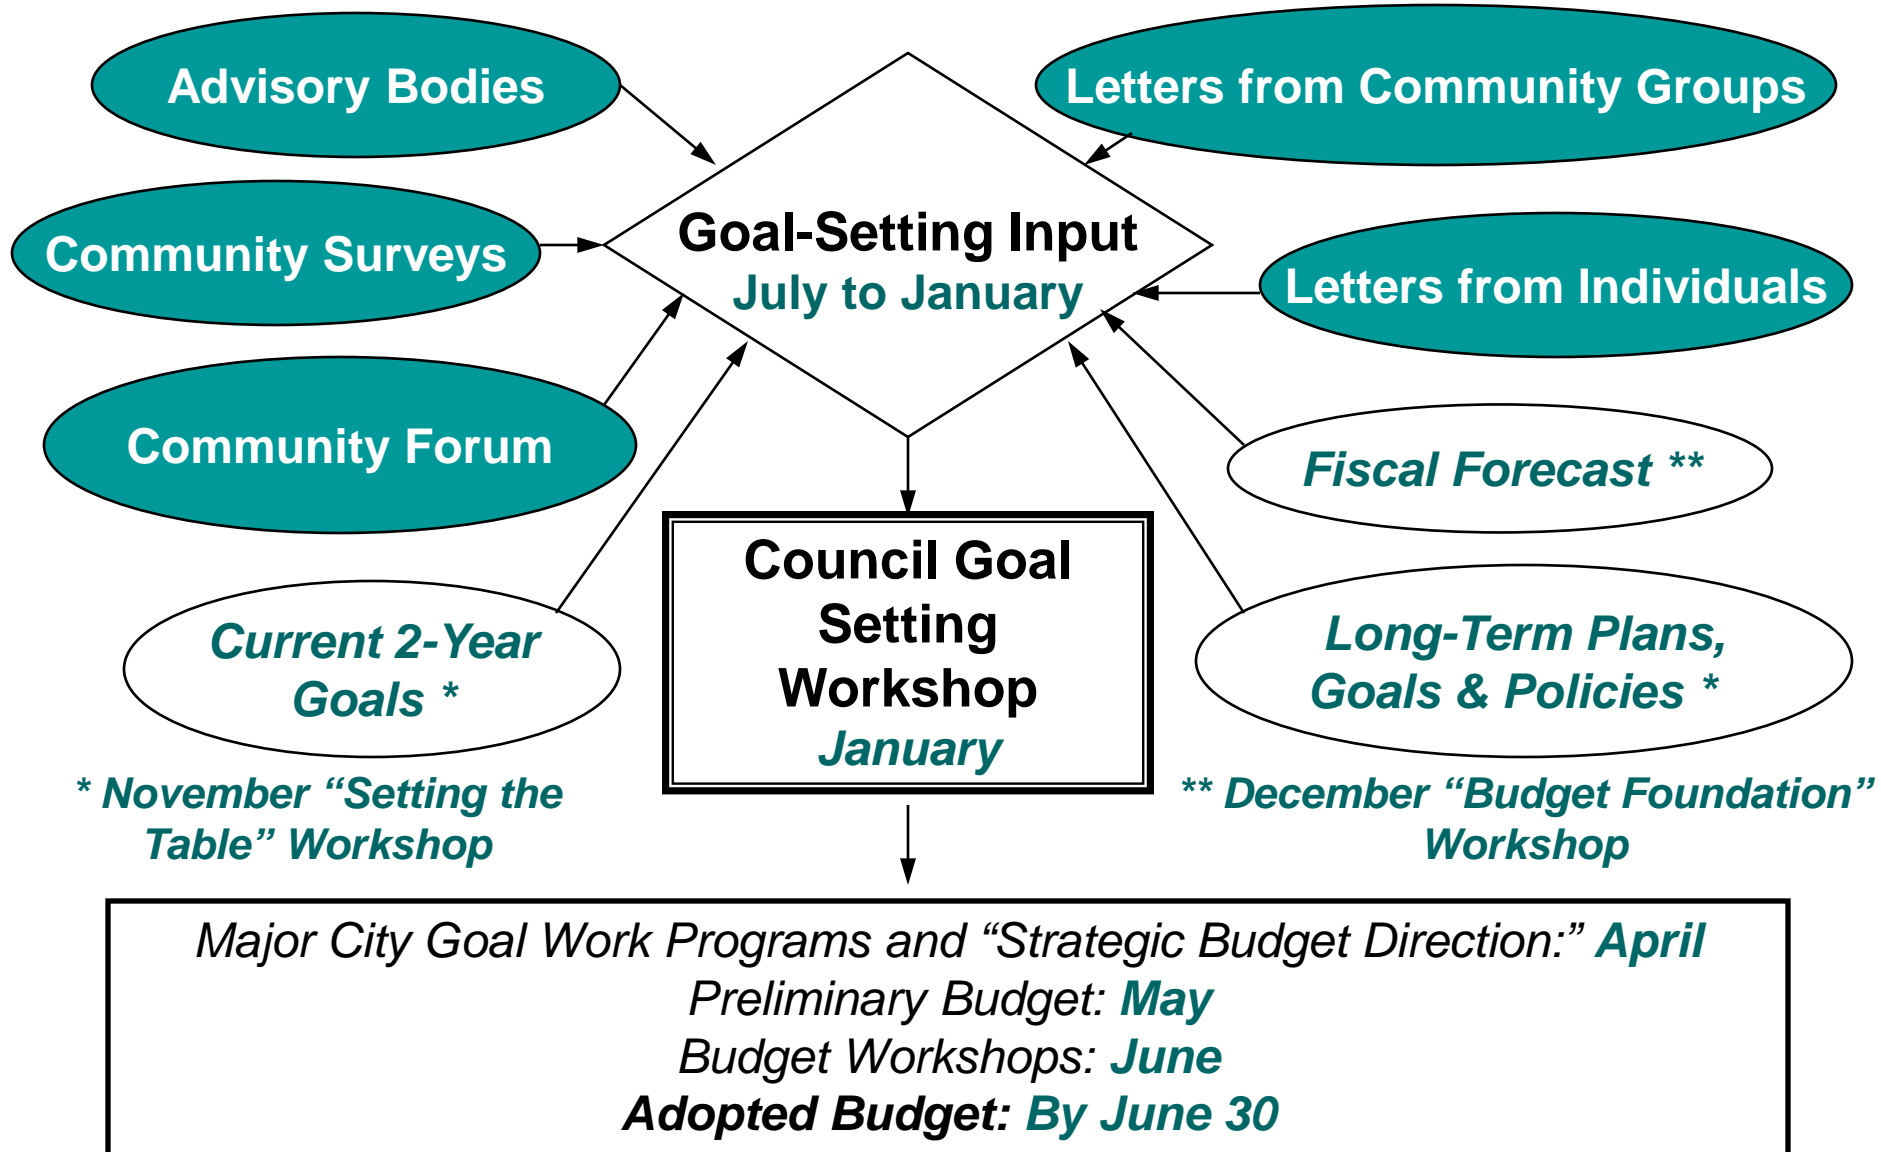 Advisory Bodies
Letters from Community Groups
Goal-Setting Input
July to January
Community Surveys
Letters from Individuals
Community Forum
Fiscal Forecast **
Council Goal
Setting
Workshop
January
Current 2-Year
Goals *
Long-Term Plans,
Goals & Policies *
* November “Setting the
Table” Workshop
** December “Budget Foundation”
Workshop
Major City Goal Work Programs and “Strategic Budget Direction:” April
Preliminary Budget: May
Budget Workshops: June
Adopted Budget: By June 30